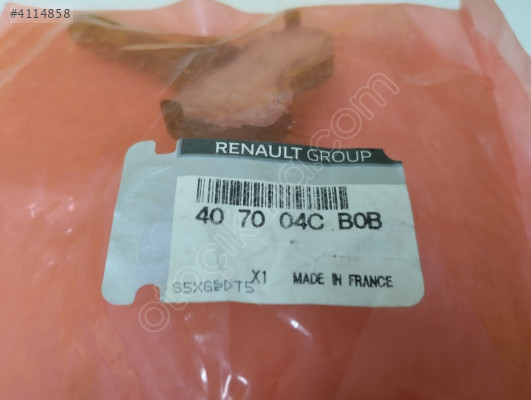 #4114858
RENAULT GROUP
40 70 04C B0B
X1 MADE IN FRANCE